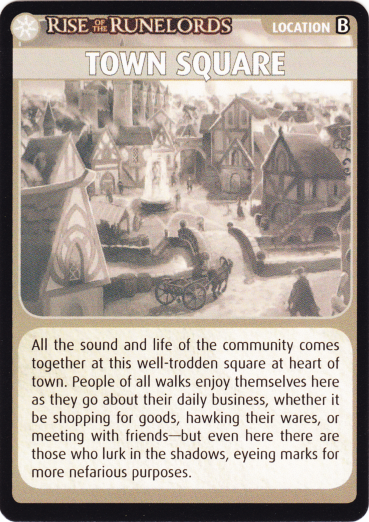 RISE OF THE RUNELORDS
LOCATION B
TOWN SQUARE
All the sound and life of the community comes
together at this well-trodden square at heart of
town. People of all walks enjoy themselves here
as they go about their daily business, whether it
be shopping for goods, hawking their wares, or
meeting with friends—but even here there are
those who lurk in the shadows, eyeing marks for
more nefarious purposes.